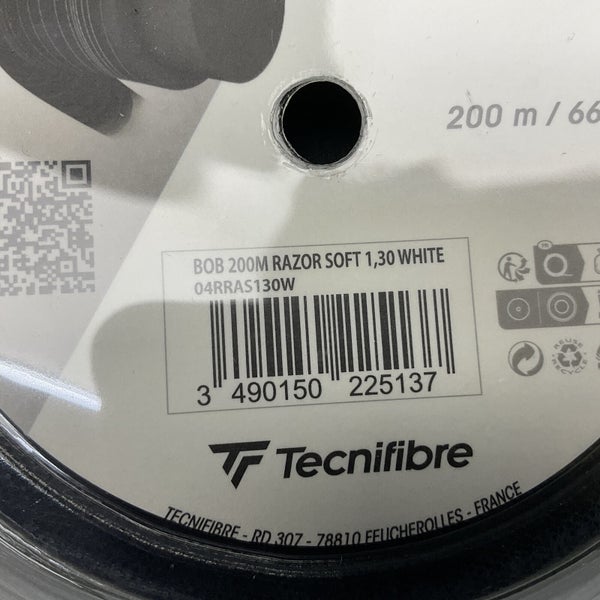 200 m / 66
BOB 200M RAZOR SOFT 1,30 WHITE
04RRAS130W
3 490150 225137
TF Tecnifibre
TECNIFIBRE - RD 307 - 78810 FEUCHEROLLES - FRANCE